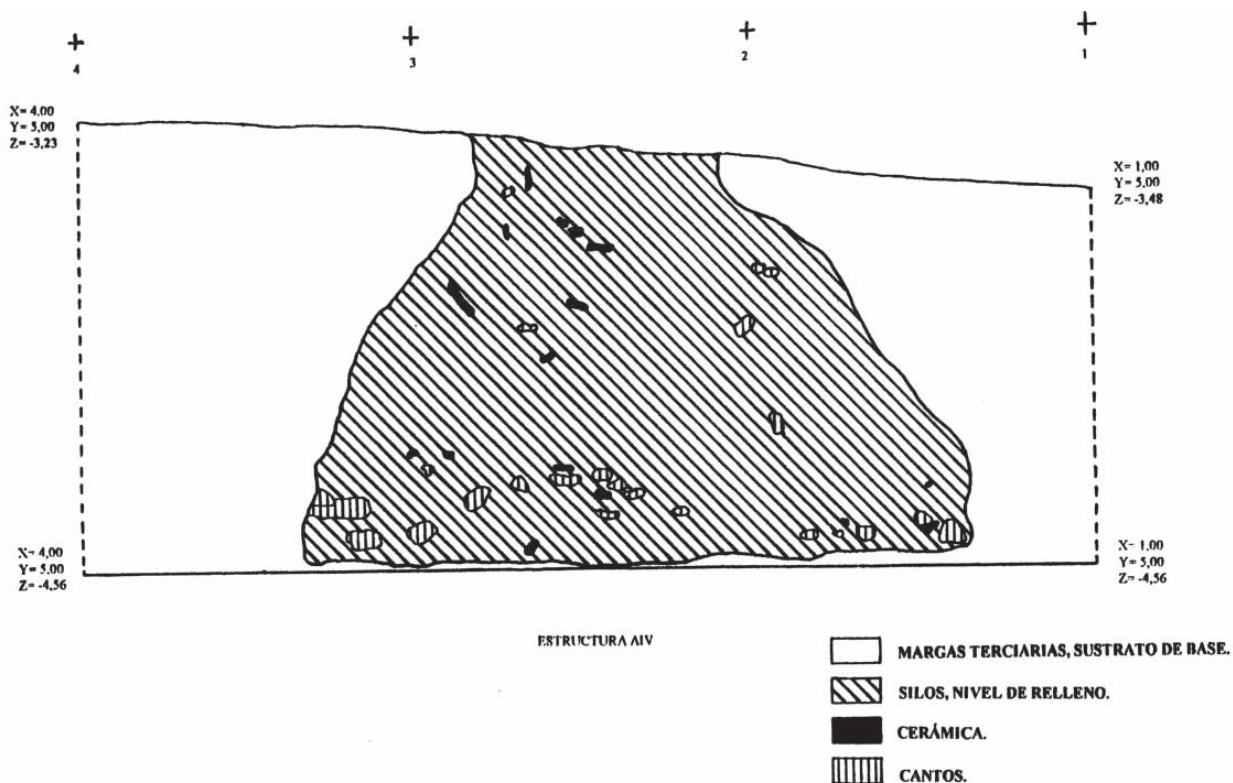 4 3 2 1
X= 4,00
Y= 5,00
Z= -3,23
X= 1,00
Y= 5,00
Z= -3,48
X= 4,00
Y= 5,00
Z= -4,56
X= 1,00
Y= 5,00
Z= -4,56
ESTRUCTURA AIV
MARGAS TERCIARIAS, SUSTRATO DE BASE.
SILOS, NIVEL DE RELLENO.
CERÁMICA.
CANTOS.